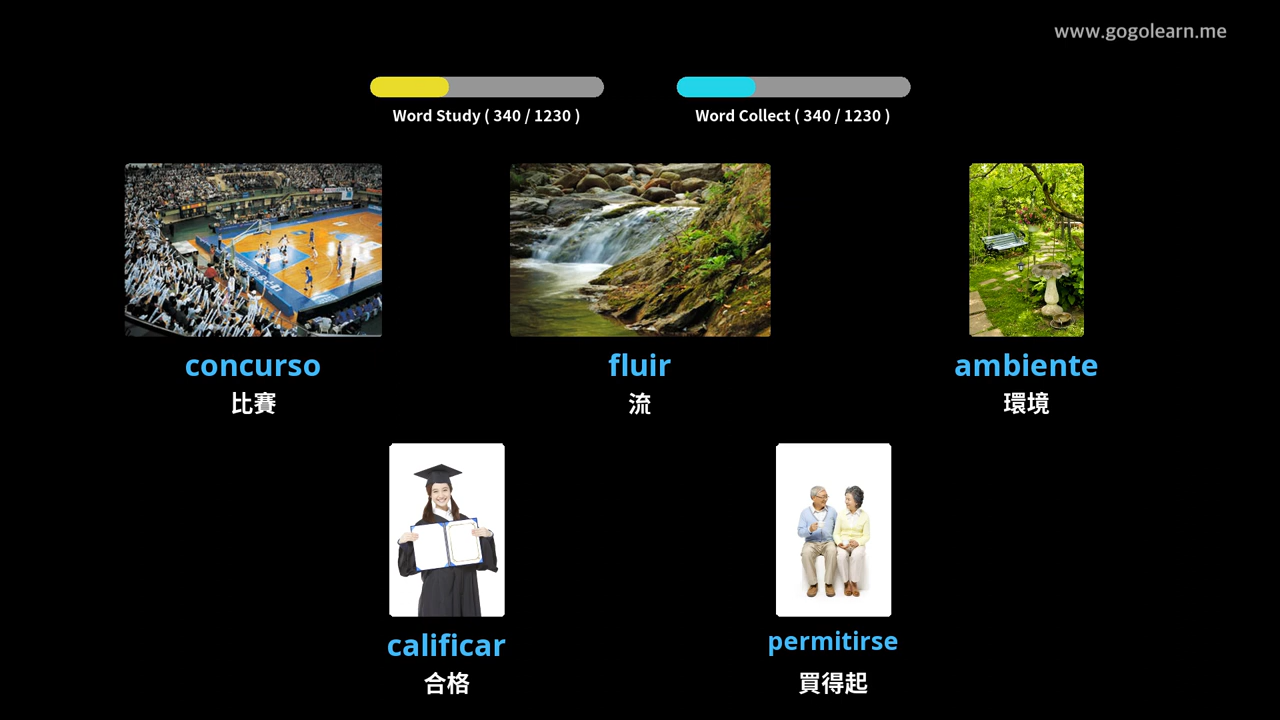 www.gogolearn.me
Word Study ( 340 / 1230 )
Word Collect ( 340 / 1230 )
concurso
比賽
fluir
流
ambiente
環境
calificar
合格
permitirse
買得起